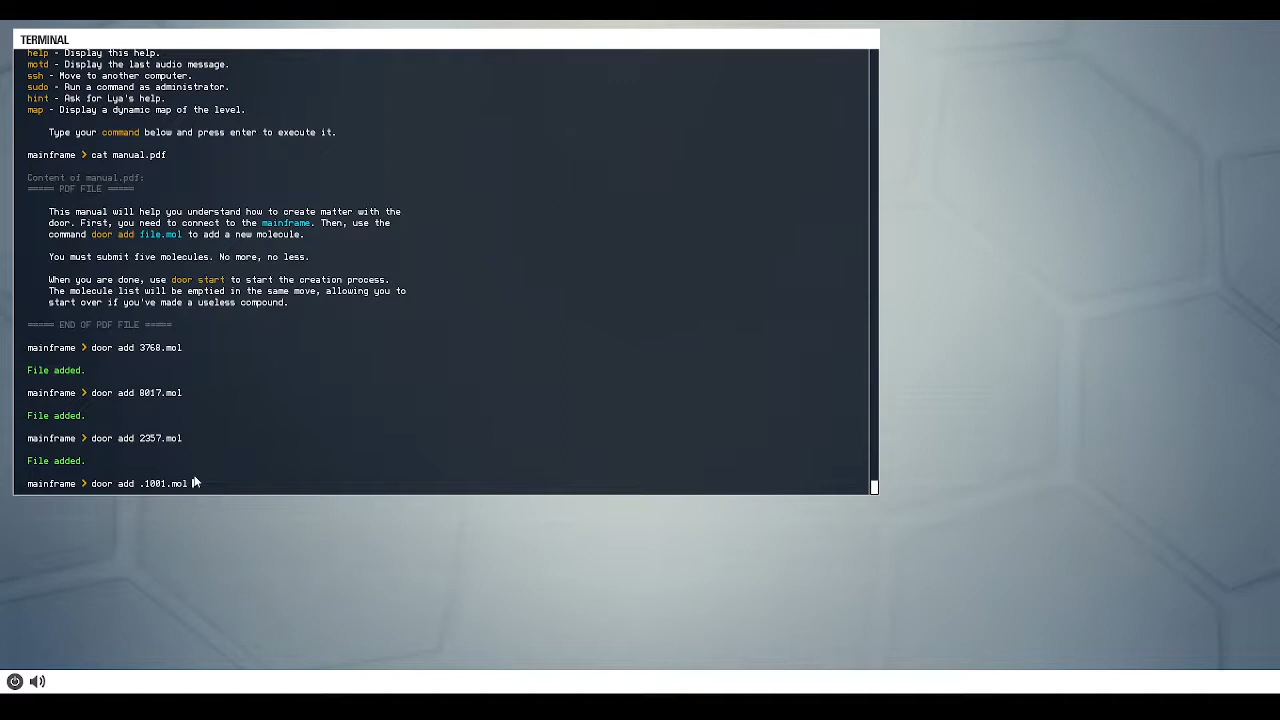 TERMINAL
help - Display this help.
motd - Display the last audio message.
ssh - Move to another computer.
sudo - Run a command as administrator.
hint - Ask for Lya's help.
map - Display a dynamic map of the level.
Type your command below and press enter to execute it.
mainframe > cat manual.pdf
Content of manual.pdf:
===== PDF FILE =====
This manual will help you understand how to create matter with the
door. First, you need to connect to the mainframe. Then, use the
command door add file.mol to add a new molecule.
You must submit five molecules. No more, no less.
When you are done, use door start to start the creation process.
The molecule list will be emptied in the same move, allowing you to
start over if you've made a useless compound.
===== END OF PDF FILE =====
mainframe > door add 3768.mol
File added.
mainframe > door add 8017.mol
File added.
mainframe > door add 2357.mol
File added.
mainframe > door add .1001.mol